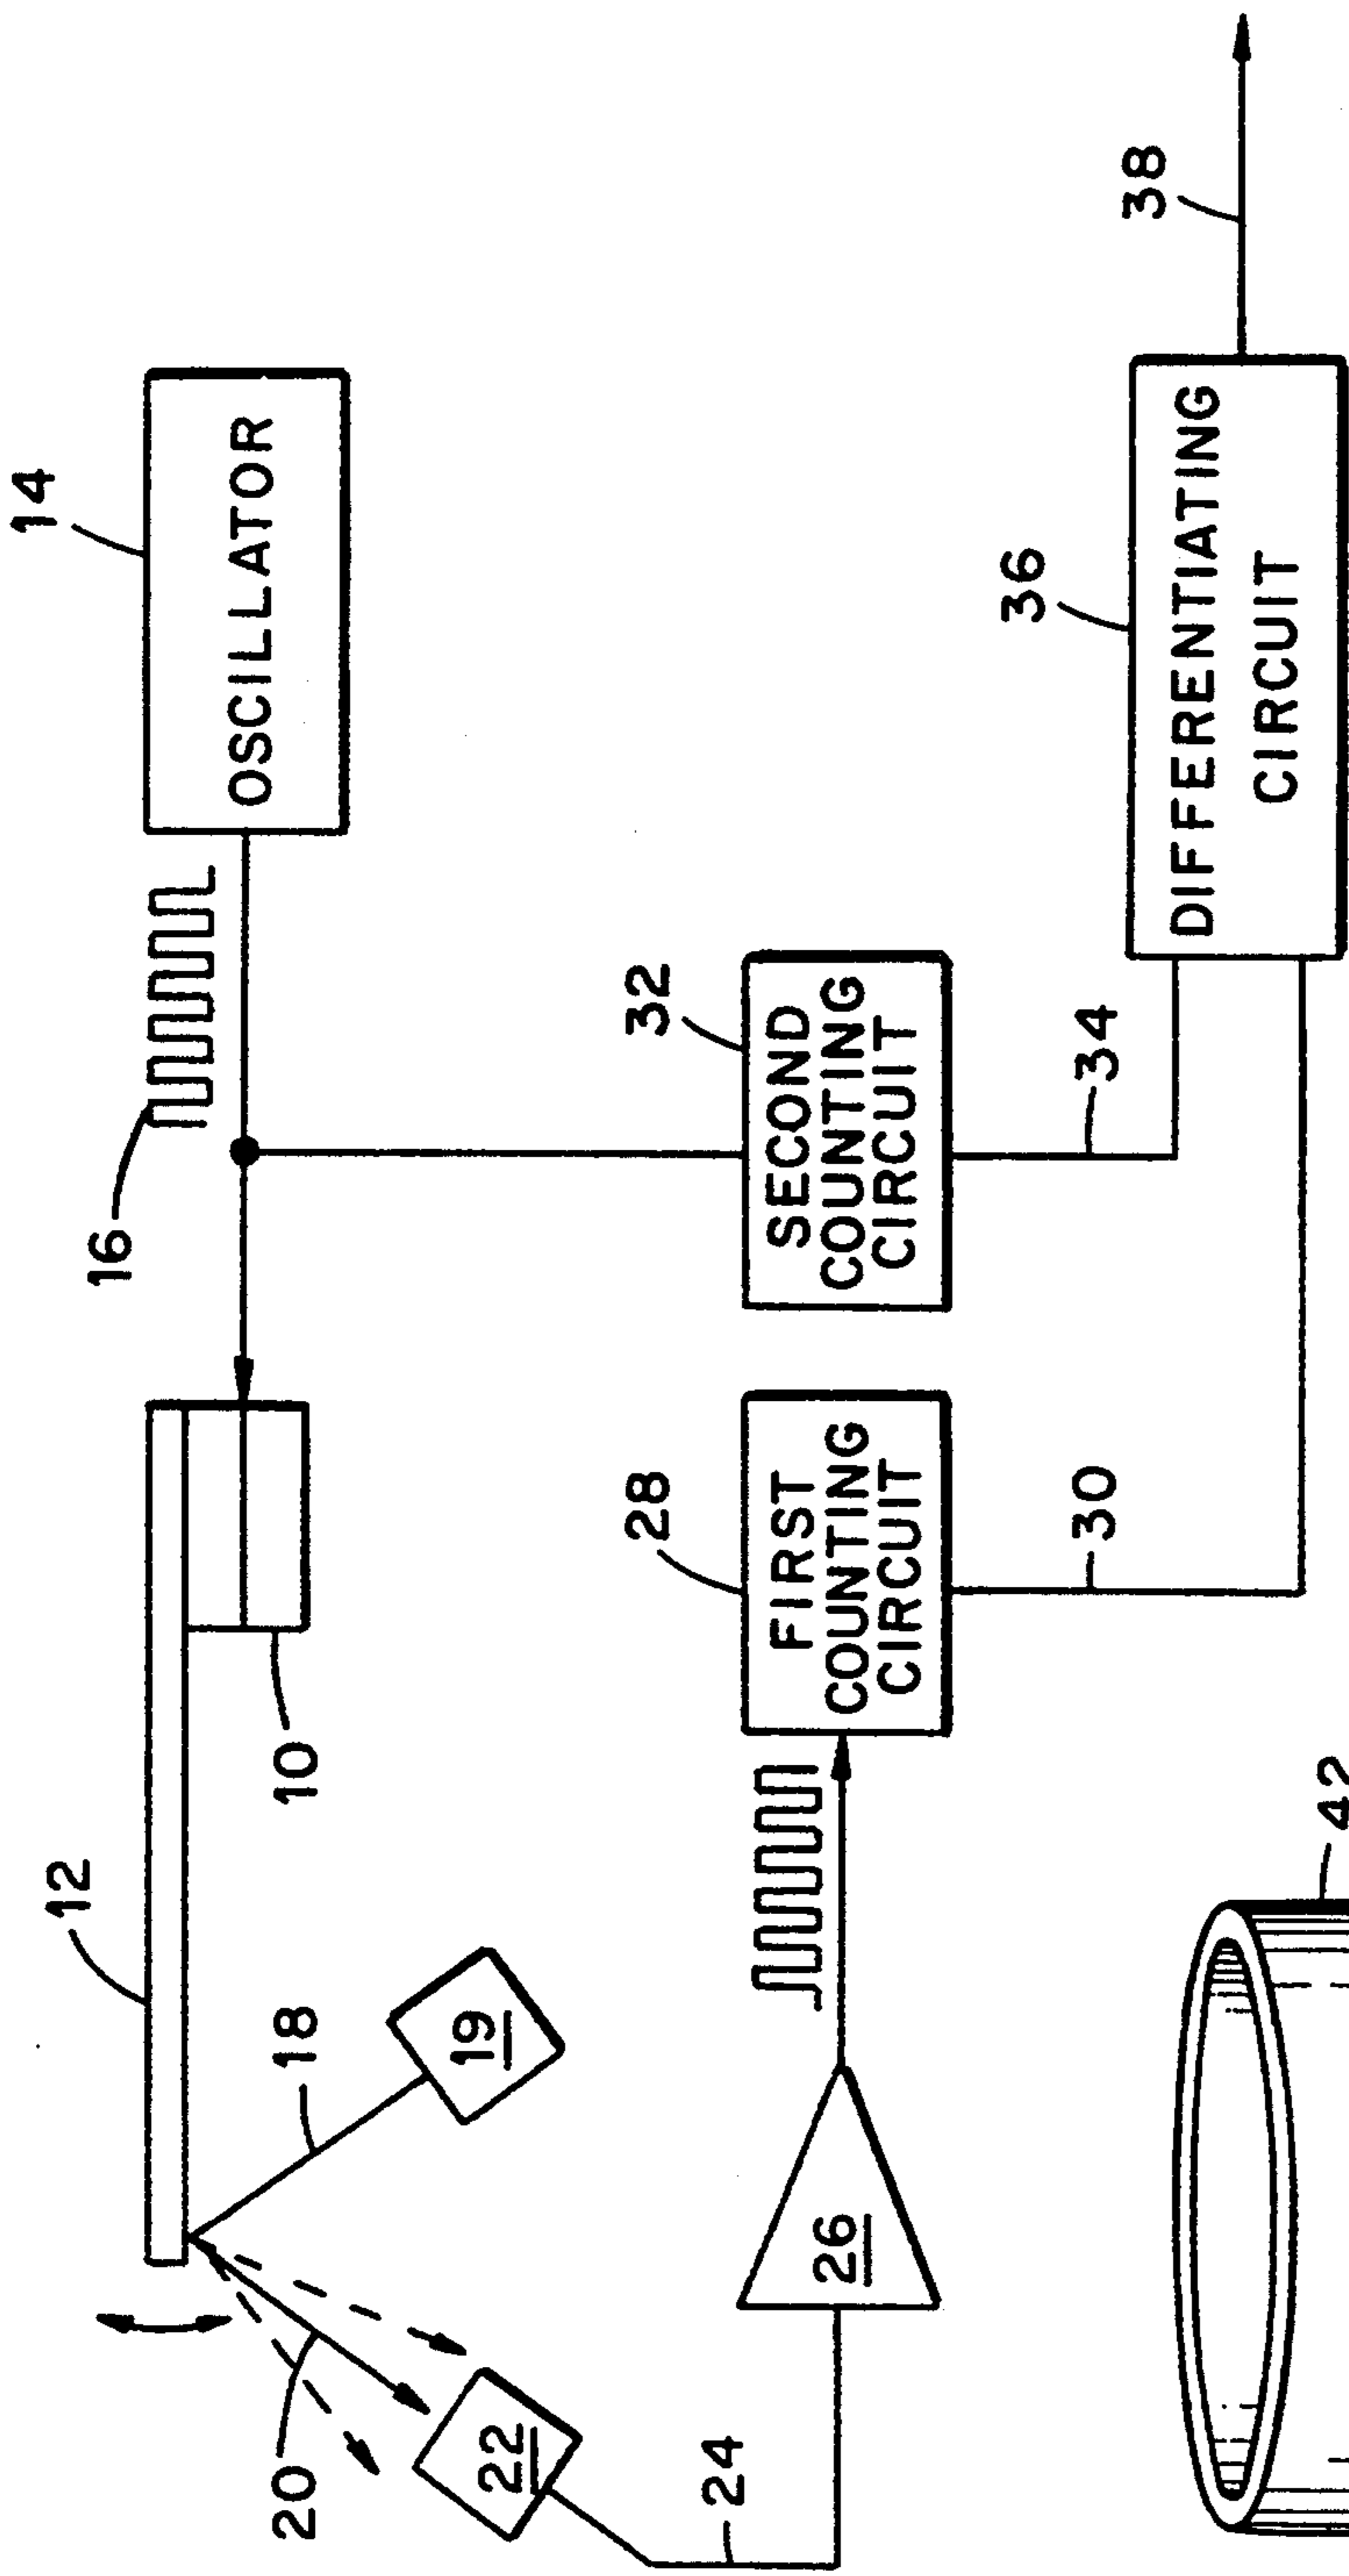 14
OSCILLATOR
16
12
10
18
19
20
22
24
26
28
FIRST
COUNTING
CIRCUIT
30
32
SECOND
COUNTING
CIRCUIT
34
36
DIFFERENTIATING
CIRCUIT
38
42